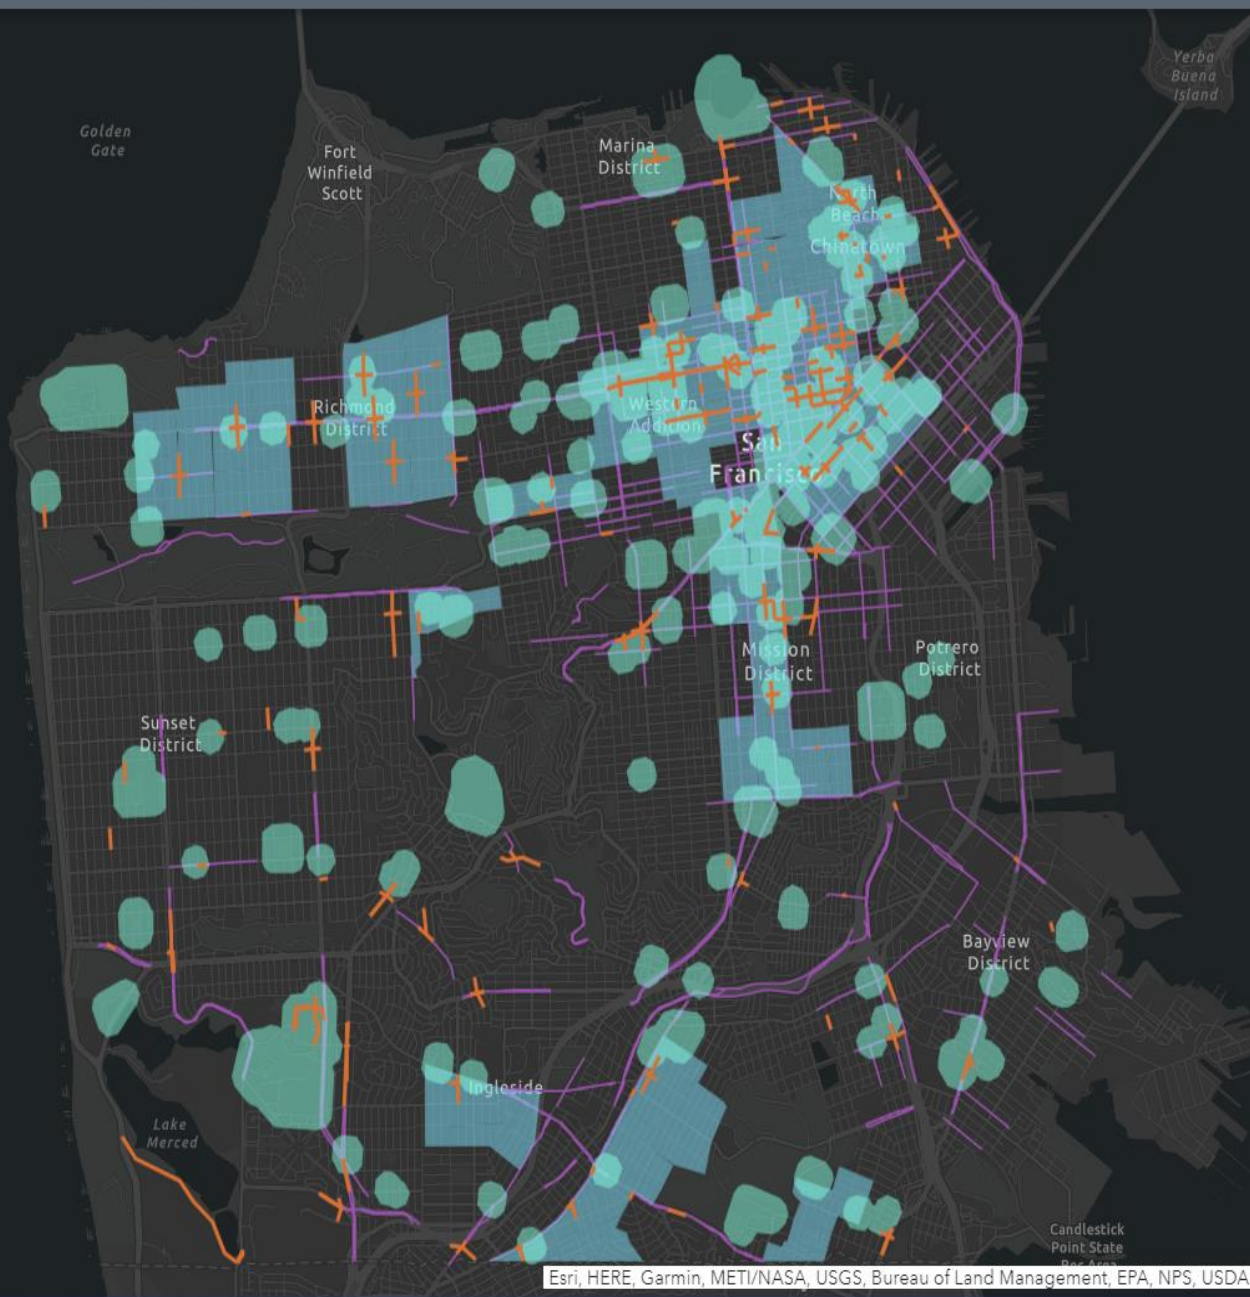 Yerba
Buena
Island
Golden
Gate
Fort
Winfield
Scott
Marina
District
North
Beach
Chinatown
Richmond
District
Western
Addition
San
Francisco
Mission
District
Potrero
District
Sunset
District
Bayview
District
Ingleside
Lake
Merced
Candlestick
Point State
Rec Area
Esri, HERE, Garmin, METI/NASA, USGS, Bureau of Land Management, EPA, NPS, USDA